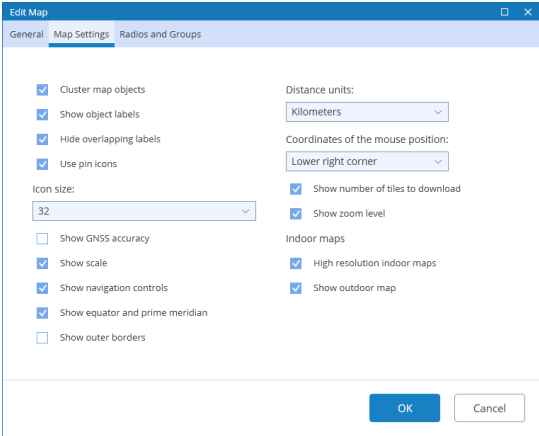 Edit Map
General Map Settings Radios and Groups
Cluster map objects
Show object labels
Hide overlapping labels
Use pin icons
Icon size:
32
Show GNSS accuracy
Show scale
Show navigation controls
Show equator and prime meridian
Show outer borders
Distance units:
Kilometers
Coordinates of the mouse position:
Lower right corner
Show number of tiles to download
Show zoom level
Indoor maps
High resolution indoor maps
Show outdoor map
OK Cancel